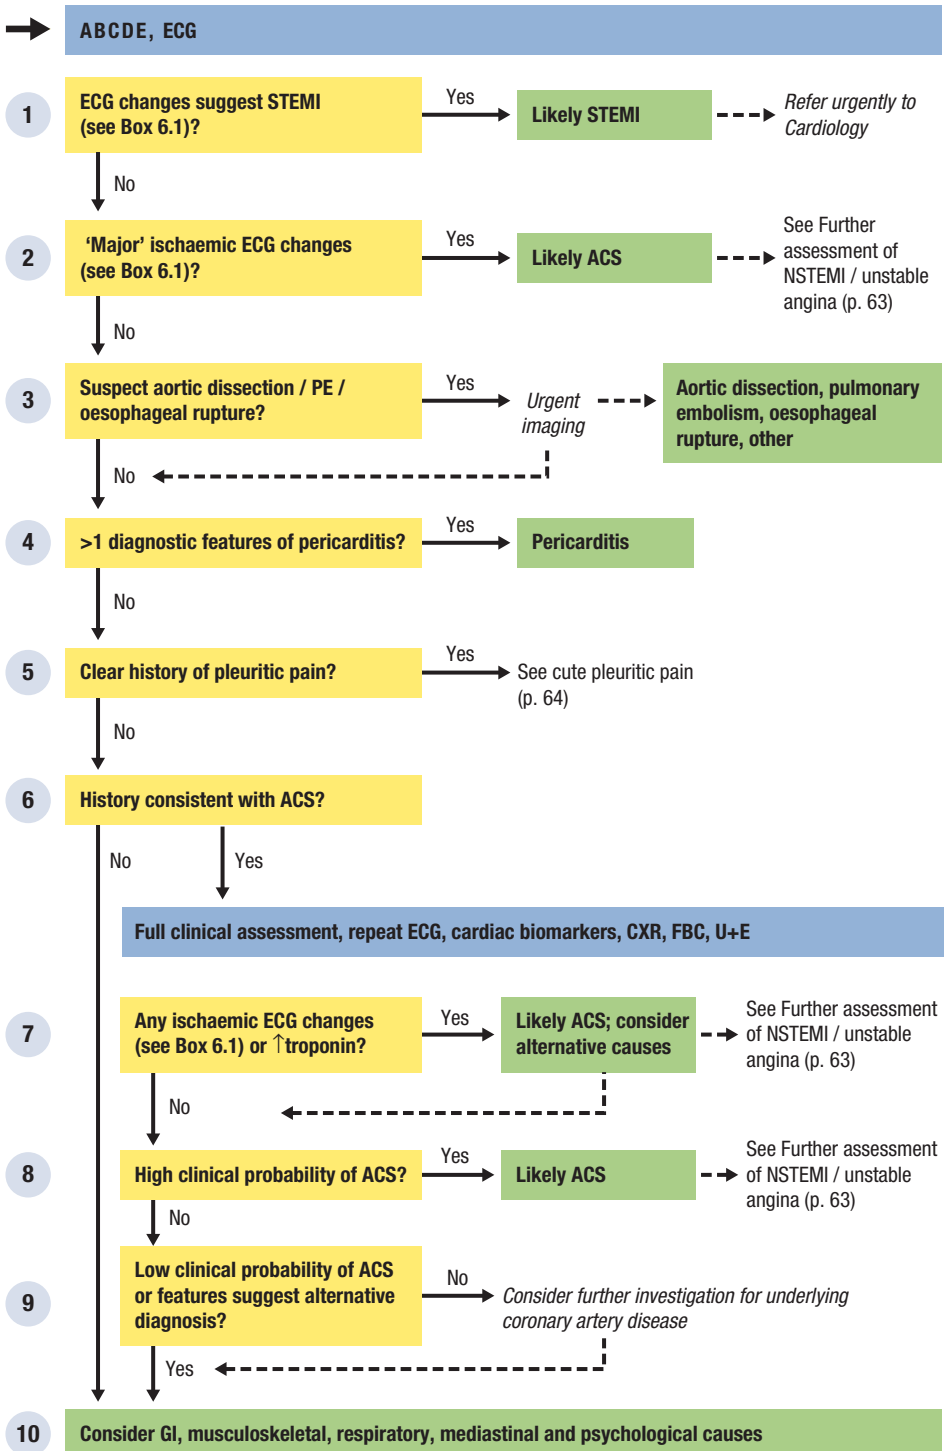 ABCDE, ECG
1
ECG changes suggest STEMI
(see Box 6.1)?
Yes
Likely STEMI
Refer urgently to
Cardiology
No
2
‘Major’ ischaemic ECG changes
(see Box 6.1)?
Yes
Likely ACS
See Further
assessment of
NSTEMI / unstable
angina (p. 63)
No
3
Suspect aortic dissection / PE /
oesophageal rupture?
Yes
Urgent
imaging
Aortic dissection, pulmonary
embolism, oesophageal
rupture, other
No
4
>1 diagnostic features of pericarditis?
Yes
Pericarditis
No
5
Clear history of pleuritic pain?
Yes
See cute pleuritic pain
(p. 64)
No
6
History consistent with ACS?
No
Yes
Full clinical assessment, repeat ECG, cardiac biomarkers, CXR, FBC, U+E
7
Any ischaemic ECG changes
(see Box 6.1) or ↑troponin?
Yes
Likely ACS; consider
alternative causes
See Further assessment
of NSTEMI / unstable
angina (p. 63)
No
8
High clinical probability of ACS?
Yes
Likely ACS
See Further assessment
of NSTEMI / unstable
angina (p. 63)
No
9
Low clinical probability of ACS
or features suggest alternative
diagnosis?
No
Consider further investigation for underlying
coronary artery disease
Yes
10
Consider GI, musculoskeletal, respiratory, mediastinal and psychological causes